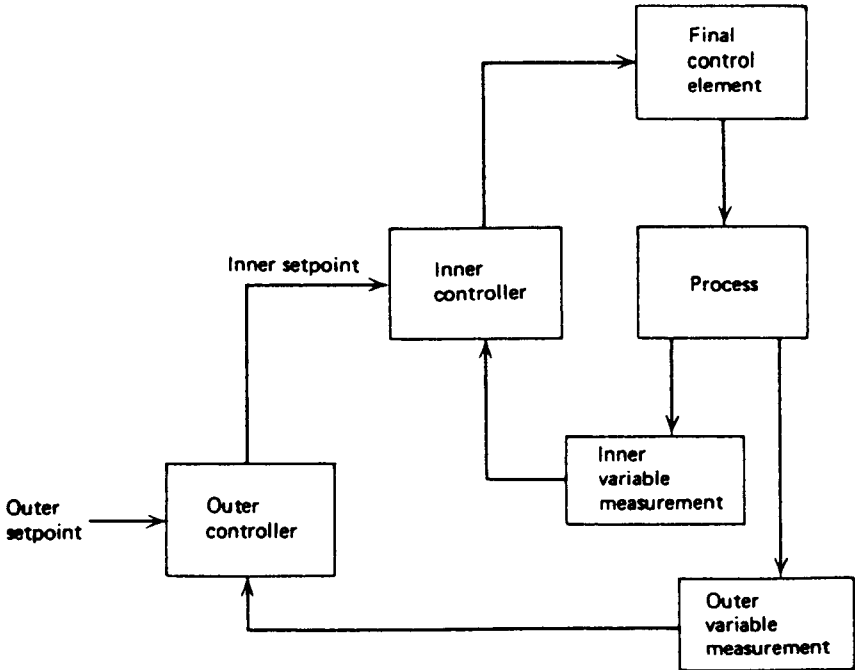 Final
control
element
Inner setpoint
Inner
controller
Process
Inner
variable
measurement
Outer
setpoint
Outer
controller
Outer
variable
measurement